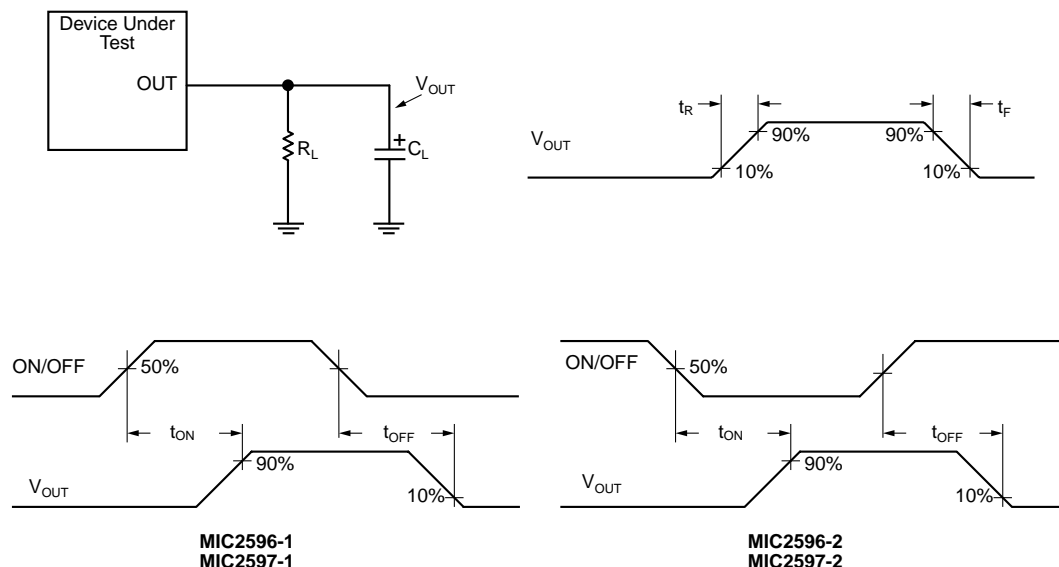 Device Under
Test
OUT
V_OUT
R_L
+
C_L
t_R
t_F
V_OUT
90%
90%
10%
10%
ON/OFF
50%
t_ON
t_OFF
V_OUT
90%
10%
MIC2596-1
MIC2597-1
ON/OFF
50%
t_ON
t_OFF
V_OUT
90%
10%
MIC2596-2
MIC2597-2